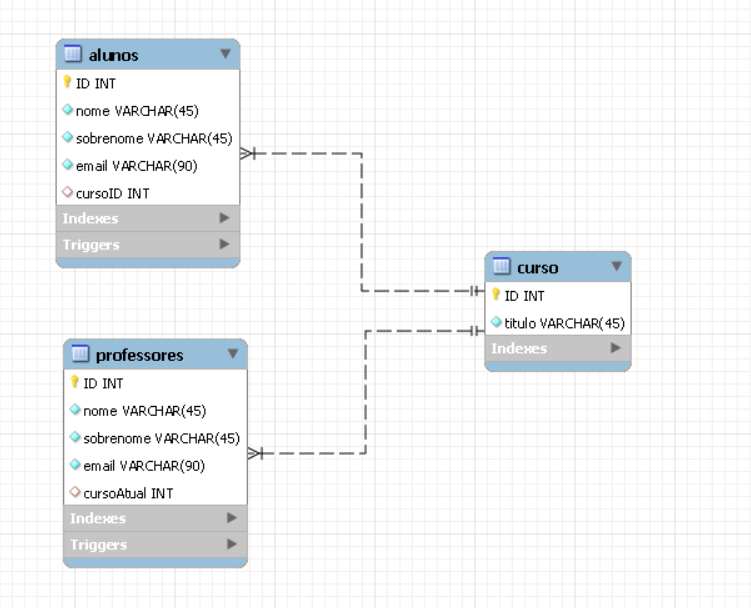 alunos
ID INT
nome VARCHAR(45)
sobrenome VARCHAR(45)
email VARCHAR(90)
cursoID INT
Indexes
Triggers
curso
ID INT
titulo VARCHAR(45)
Indexes
professores
ID INT
nome VARCHAR(45)
sobrenome VARCHAR(45)
email VARCHAR(90)
cursoAtual INT
Indexes
Triggers